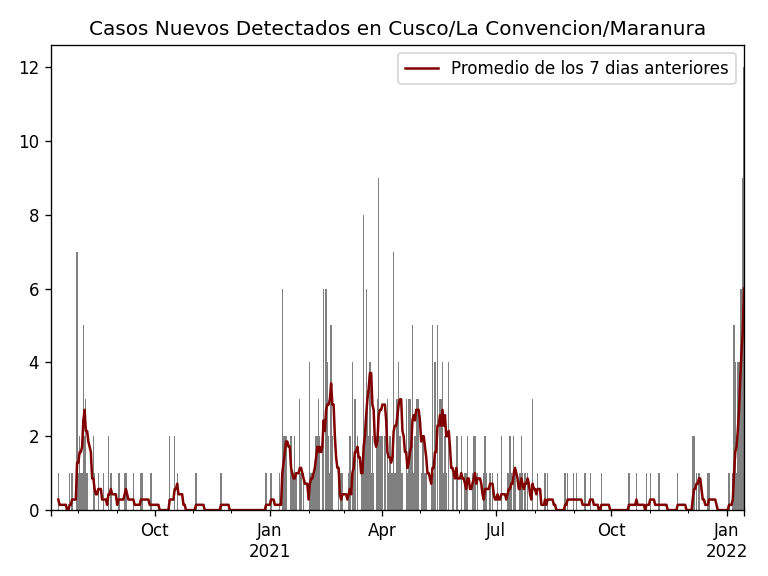 Casos Nuevos Detectados en Cusco/La Convencion/Maranura
Promedio de los 7 dias anteriores
12
10
8
6
4
2
0
Oct
Jan
2021
Apr
Jul
Oct
Jan
2022